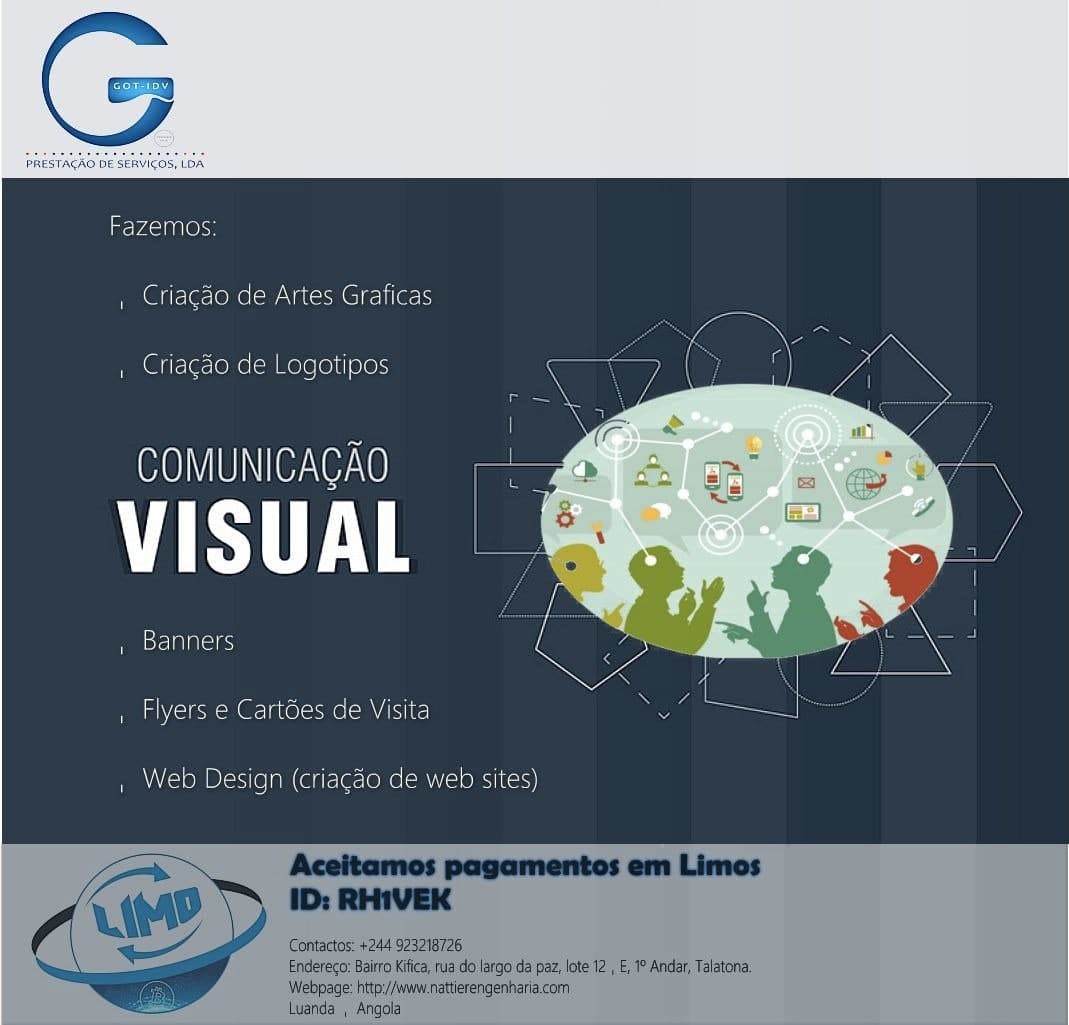 GOT-IDV
PRESTAÇÃO DE SERVIÇOS, LDA
Fazemos:
Criação de Artes Graficas
Criação de Logotipos
COMUNICAÇÃO
VISUAL
Banners
Flyers e Cartões de Visita
Web Design (criação de web sites)
LIMO
Aceitamos pagamentos em Limos
ID: RH1VEK
Contactos: +244 923218726
Endereço: Bairro Kifica, rua do largo da paz, lote 12 , E, 1º Andar, Talatona.
Webpage: http://www.nattierengenharia.com
Luanda , Angola